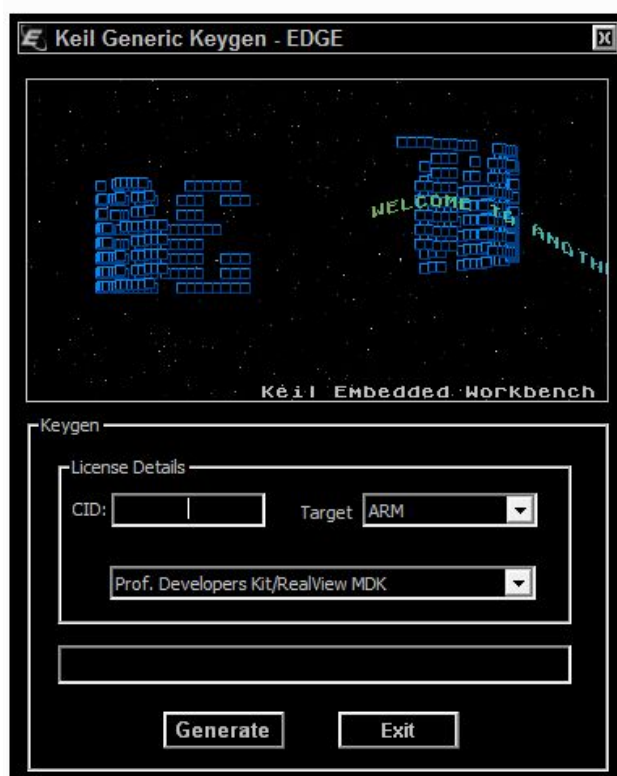 Keil Generic Keygen - EDGE
WELCOME TO ANOTH
Keil Embedded Workbench
Keygen
License Details
CID:
Target
ARM
Prof. Developers Kit/RealView MDK
Generate
Exit